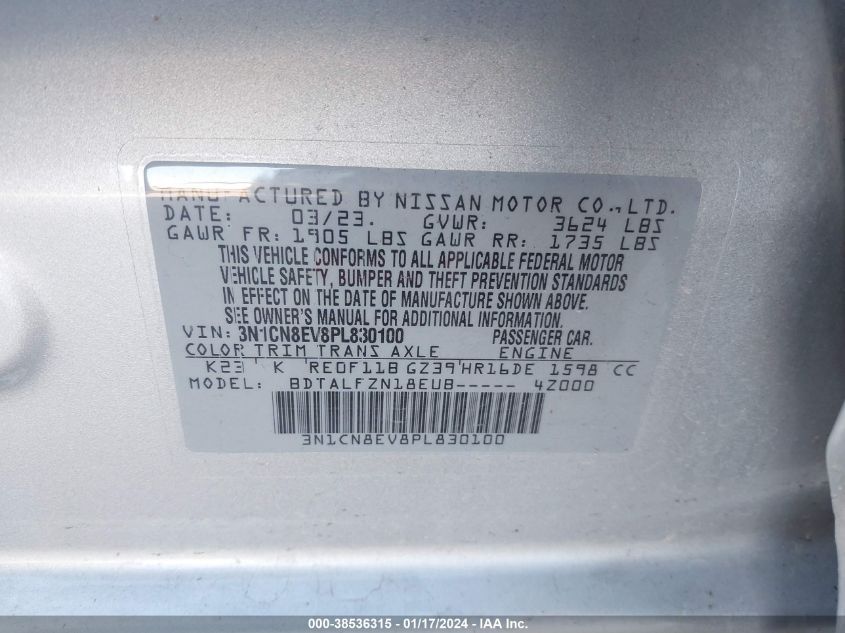 MANUFACTURED BY NISSAN MOTOR CO., LTD.
DATE: 03/23. GVWR: 3624 LBS
GAWR FR: 1905 LBS GAWR RR: 1735 LBS
THIS VEHICLE CONFORMS TO ALL APPLICABLE FEDERAL MOTOR
VEHICLE SAFETY, BUMPER AND THEFT PREVENTION STANDARDS
IN EFFECT ON THE DATE OF MANUFACTURE SHOWN ABOVE.
SEE OWNER'S MANUAL FOR ADDITIONAL INFORMATION.
VIN: 3N1CN8EV8PL830100 PASSENGER CAR.
COLOR TRIM TRANS AXLE ENGINE
K23 K RE0F11B GZ39 HR16DE 1598 CC
MODEL: BDTALFZN18EUB----- 4Z000
3N1CN8EV8PL830100
000-38536315 - 01/17/2024 - IAA Inc.